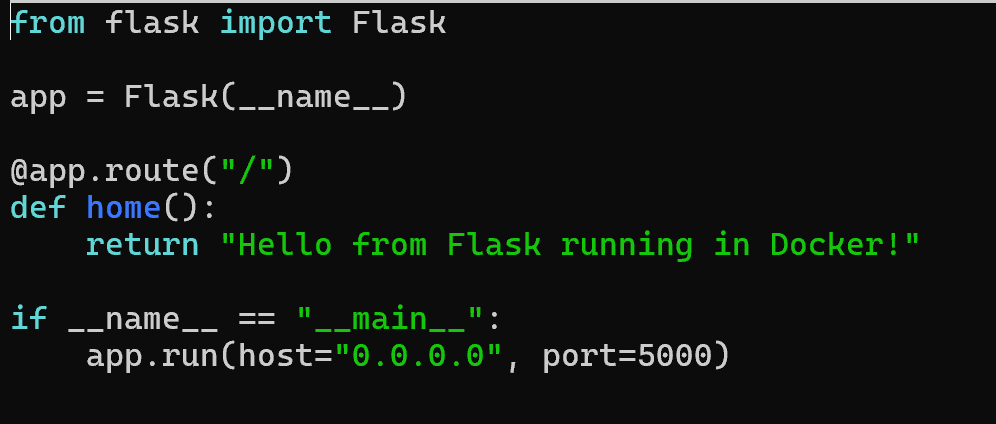 from flask import Flask
app = Flask(__name__)
@app.route("/")
def home():
    return "Hello from Flask running in Docker!"
if __name__ == "__main__":
    app.run(host="0.0.0.0", port=5000)